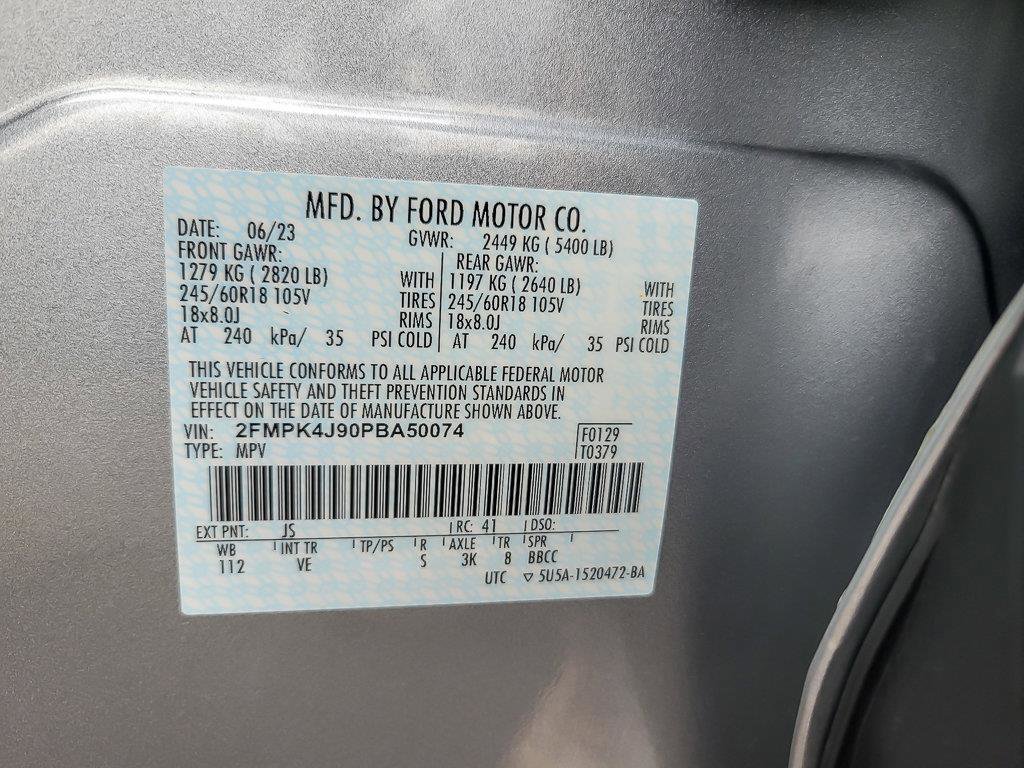 MFD. BY FORD MOTOR CO.
DATE: 06/23 GVWR: 2449 KG ( 5400 LB)
FRONT GAWR: REAR GAWR:
1279 KG ( 2820 LB) WITH 1197 KG ( 2640 LB) WITH
245/60R18 105V TIRES 245/60R18 105V TIRES
18x8.0J RIMS 18x8.0J RIMS
AT 240 kPa/ 35 PSI COLD AT 240 kPa/ 35 PSI COLD
THIS VEHICLE CONFORMS TO ALL APPLICABLE FEDERAL MOTOR
VEHICLE SAFETY AND THEFT PREVENTION STANDARDS IN
EFFECT ON THE DATE OF MANUFACTURE SHOWN ABOVE.
VIN: 2FMPK4J90PBA50074 F0129
TYPE: MPV T0379
EXT PNT: JS RC: 41 DSO:
WB INT TR TP/PS R AXLE TR SPR
112 VE S 3K 8 BBCC
UTC ▽ 5U5A-1520472-BA